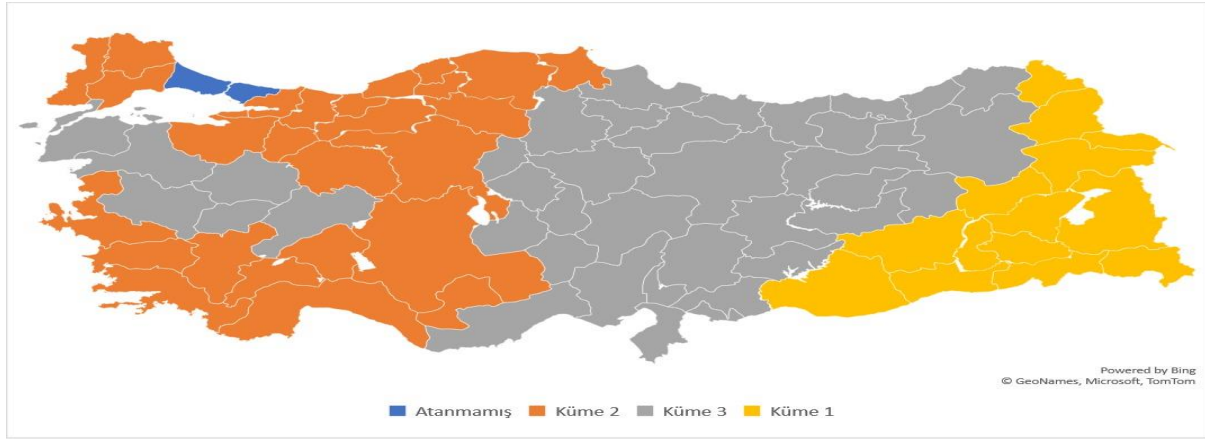 Powered by Bing
© GeoNames, Microsoft, TomTom
Atanmamış Küme 2 Küme 3 Küme 1